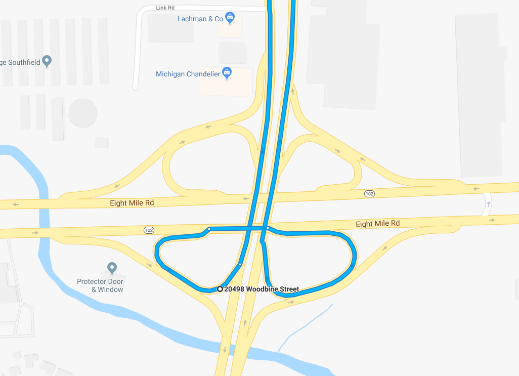 Link Rd
Lachman & Co
ge Southfield
Michigan Chandelier
102
Eight Mile Rd
Eight Mile Rd
102
Protector Door
& Window
20498 Woodbine Street